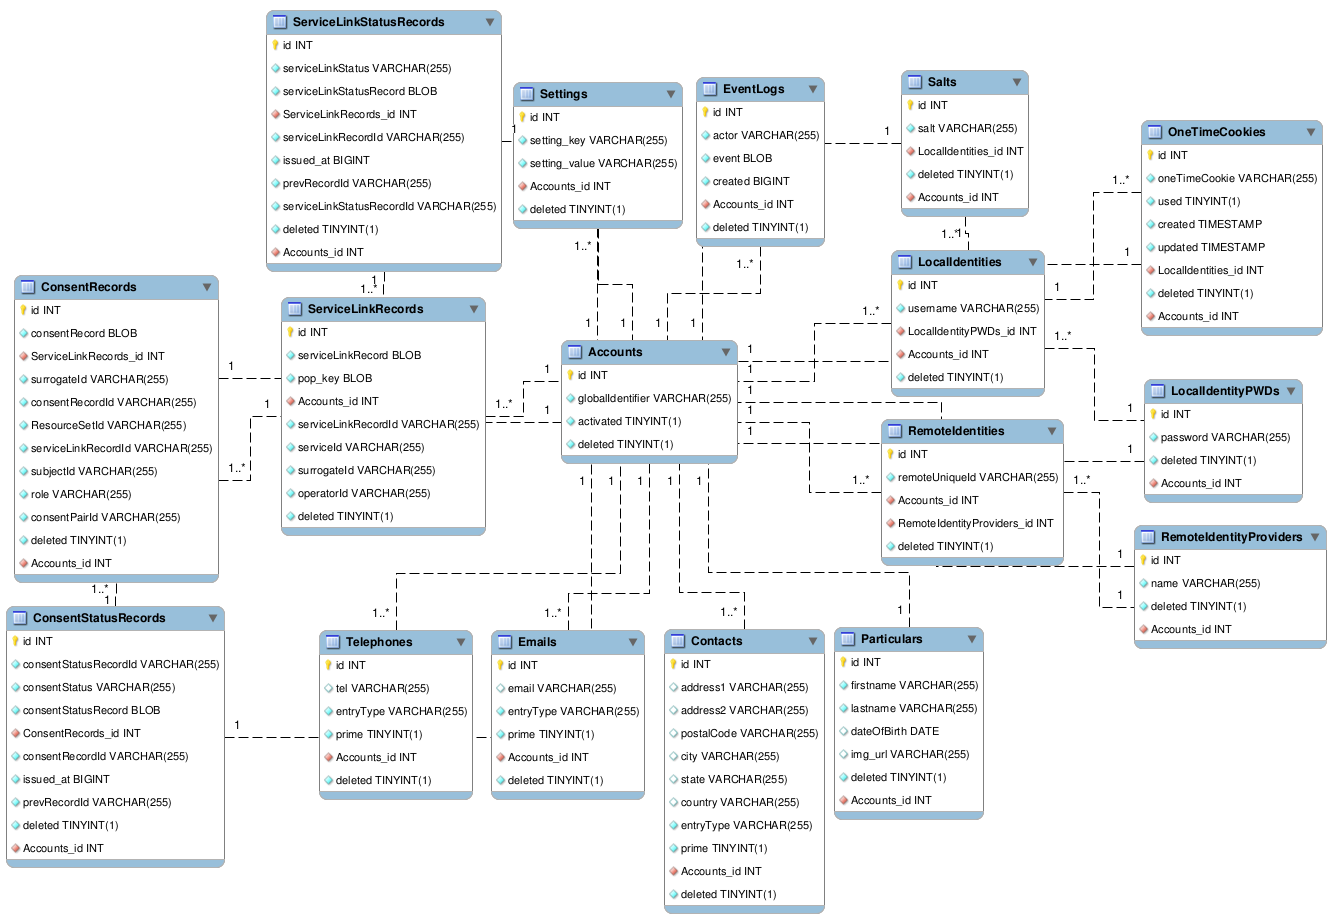 ServiceLinkStatusRecords
id INT
serviceLinkStatus VARCHAR(255)
serviceLinkStatusRecord BLOB
ServiceLinkRecords_id INT
serviceLinkRecordId VARCHAR(255)
issued_at BIGINT
prevRecordId VARCHAR(255)
serviceLinkStatusRecordId VARCHAR(255)
deleted TINYINT(1)
Accounts_id INT
1
1
1..*
Settings
id INT
setting_key VARCHAR(255)
setting_value VARCHAR(255)
Accounts_id INT
deleted TINYINT(1)
1..*
1
1
EventLogs
id INT
actor VARCHAR(255)
event BLOB
created BIGINT
Accounts_id INT
deleted TINYINT(1)
1..*
1
1
1
Salts
id INT
salt VARCHAR(255)
LocalIdentities_id INT
deleted TINYINT(1)
Accounts_id INT
1..*
1
OneTimeCookies
id INT
oneTimeCookie VARCHAR(255)
used TINYINT(1)
created TIMESTAMP
updated TIMESTAMP
LocalIdentities_id INT
deleted TINYINT(1)
Accounts_id INT
1..*
1
1
LocalIdentities
id INT
username VARCHAR(255)
LocalIdentityPWDs_id INT
Accounts_id INT
deleted TINYINT(1)
1..*
1..*
1
ConsentRecords
id INT
consentRecord BLOB
ServiceLinkRecords_id INT
surrogateId VARCHAR(255)
consentRecordId VARCHAR(255)
ResourceSetId VARCHAR(255)
serviceLinkRecordId VARCHAR(255)
subjectId VARCHAR(255)
role VARCHAR(255)
consentPairId VARCHAR(255)
deleted TINYINT(1)
Accounts_id INT
1
1
1..*
1..*
1
ServiceLinkRecords
id INT
serviceLinkRecord BLOB
pop_key BLOB
Accounts_id INT
serviceLinkRecordId VARCHAR(255)
serviceId VARCHAR(255)
surrogateId VARCHAR(255)
operatorId VARCHAR(255)
deleted TINYINT(1)
1..*
1
1
Accounts
id INT
globalIdentifier VARCHAR(255)
activated TINYINT(1)
deleted TINYINT(1)
1
1
1
1
1
1..*
1
1
1
1
1
LocalIdentityPWDs
id INT
password VARCHAR(255)
deleted TINYINT(1)
Accounts_id INT
1
RemoteIdentities
id INT
remoteUniqueId VARCHAR(255)
Accounts_id INT
RemoteIdentityProviders_id INT
deleted TINYINT(1)
1..*
1
1
RemoteIdentityProviders
id INT
name VARCHAR(255)
deleted TINYINT(1)
Accounts_id INT
ConsentStatusRecords
id INT
consentStatusRecordId VARCHAR(255)
consentStatus VARCHAR(255)
consentStatusRecord BLOB
ConsentRecords_id INT
consentRecordId VARCHAR(255)
issued_at BIGINT
prevRecordId VARCHAR(255)
deleted TINYINT(1)
Accounts_id INT
1
1..*
Telephones
id INT
tel VARCHAR(255)
entryType VARCHAR(255)
prime TINYINT(1)
Accounts_id INT
deleted TINYINT(1)
1..*
Emails
id INT
email VARCHAR(255)
entryType VARCHAR(255)
prime TINYINT(1)
Accounts_id INT
deleted TINYINT(1)
1..*
Contacts
id INT
address1 VARCHAR(255)
address2 VARCHAR(255)
postalCode VARCHAR(255)
city VARCHAR(255)
state VARCHAR(255)
country VARCHAR(255)
entryType VARCHAR(255)
prime TINYINT(1)
Accounts_id INT
deleted TINYINT(1)
1
Particulars
id INT
firstname VARCHAR(255)
lastname VARCHAR(255)
dateOfBirth DATE
img_url VARCHAR(255)
deleted TINYINT(1)
Accounts_id INT